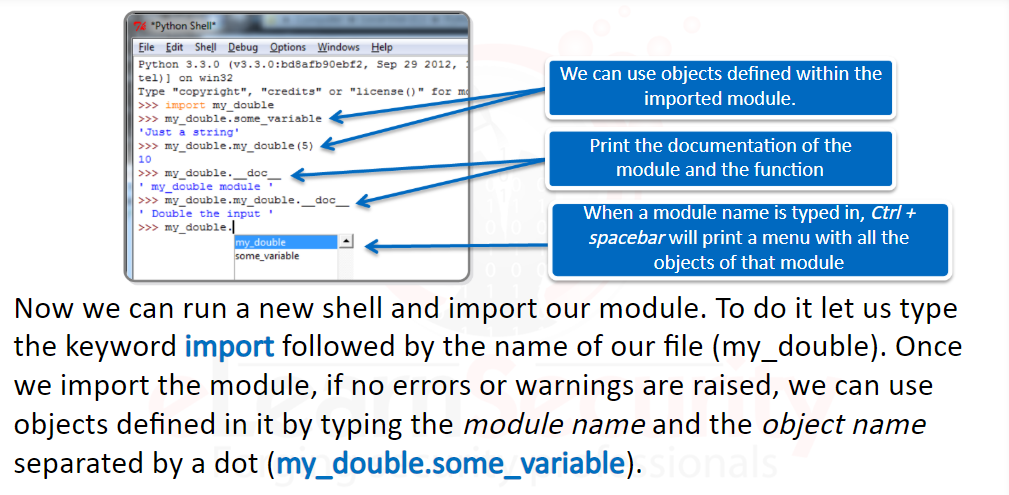 *Python Shell*
File Edit Shell Debug Options Windows Help
Python 3.3.0 (v3.3.0:bd8afb90ebf2, Sep 29 2012,
tel)] on win32
Type "copyright", "credits" or "license()" for
>>> import my_double
>>> my_double.some_variable
'Just a string'
>>> my_double.my_double(5)
10
>>> my_double.__doc__
' my_double module '
>>> my_double.my_double.__doc__
' Double the input '
>>> my_double.
my_double
some_variable
We can use objects defined within the
imported module.
Print the documentation of the
module and the function
When a module name is typed in, Ctrl +
spacebar will print a menu with all the
objects of that module
Now we can run a new shell and import our module. To do it let us type
the keyword import followed by the name of our file (my_double). Once
we import the module, if no errors or warnings are raised, we can use
objects defined in it by typing the module name and the object name
separated by a dot (my_double.some_variable).